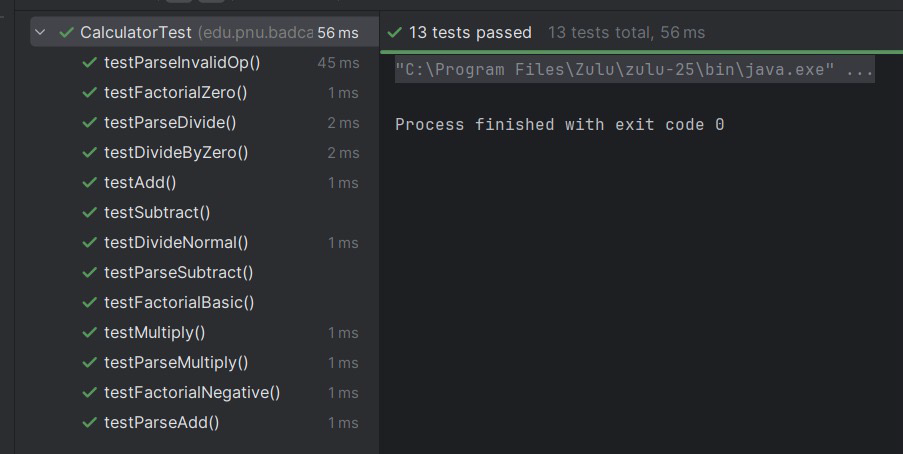 CalculatorTest (edu.pnu.badca 56 ms
testParseInvalidOp() 45 ms
testFactorialZero() 1 ms
testParseDivide() 2 ms
testDivideByZero() 2 ms
testAdd() 1 ms
testSubtract()
testDivideNormal() 1 ms
testParseSubtract()
testFactorialBasic()
testMultiply() 1 ms
testParseMultiply() 1 ms
testFactorialNegative() 1 ms
testParseAdd() 1 ms
13 tests passed 13 tests total, 56 ms
"C:\Program Files\Zulu\zulu-25\bin\java.exe" ...
Process finished with exit code 0